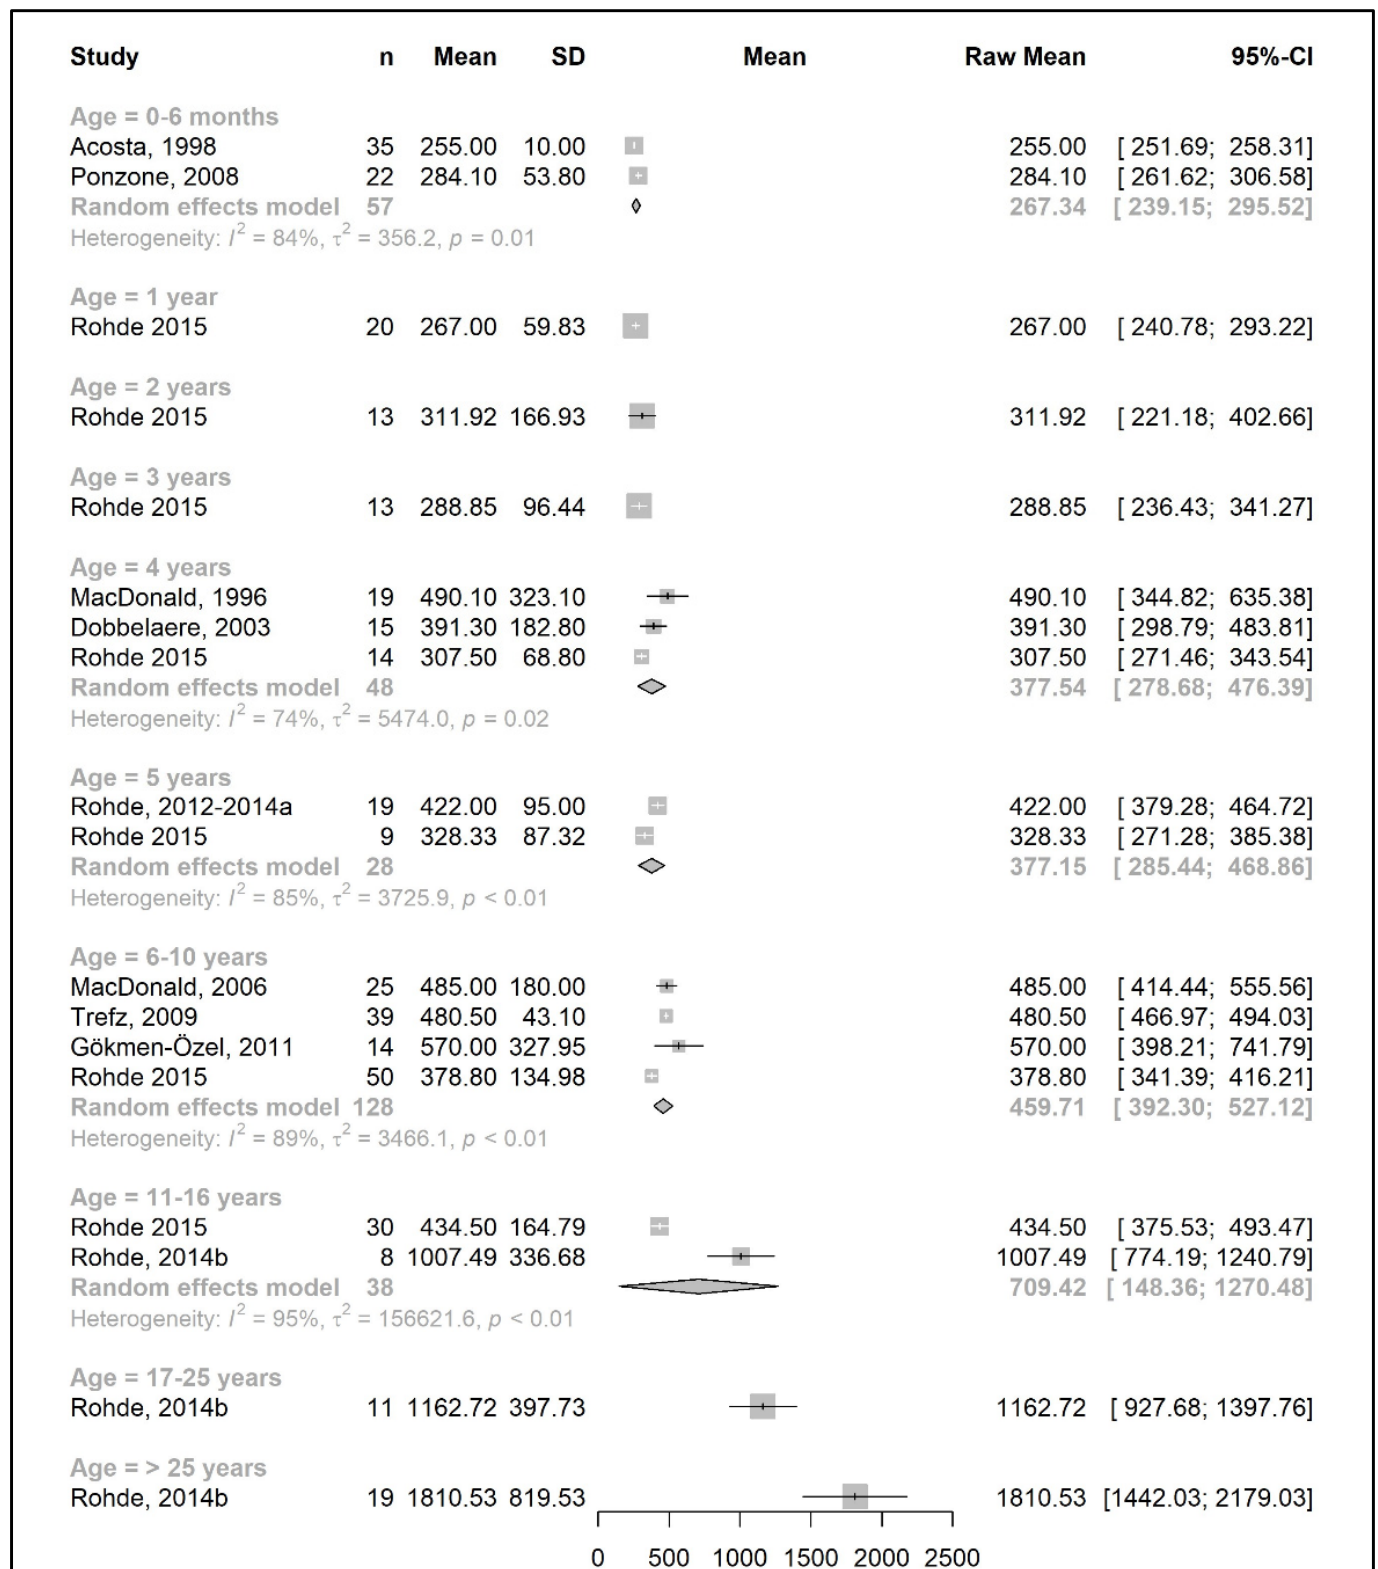 Study n Mean SD Mean Raw Mean 95%-CI
Age = 0-6 months
Acosta, 1998 35 255.00 10.00 255.00 [ 251.69; 258.31]
Ponzone, 2008 22 284.10 53.80 284.10 [ 261.62; 306.58]
Random effects model 57 267.34 [ 239.15; 295.52]
Heterogeneity: I² = 84%, τ² = 356.2, p = 0.01
Age = 1 year
Rohde 2015 20 267.00 59.83 267.00 [ 240.78; 293.22]
Age = 2 years
Rohde 2015 13 311.92 166.93 311.92 [ 221.18; 402.66]
Age = 3 years
Rohde 2015 13 288.85 96.44 288.85 [ 236.43; 341.27]
Age = 4 years
MacDonald, 1996 19 490.10 323.10 490.10 [ 344.82; 635.38]
Dobbelaere, 2003 15 391.30 182.80 391.30 [ 298.79; 483.81]
Rohde 2015 14 307.50 68.80 307.50 [ 271.46; 343.54]
Random effects model 48 377.54 [ 278.68; 476.39]
Heterogeneity: I² = 74%, τ² = 5474.0, p = 0.02
Age = 5 years
Rohde, 2012-2014a 19 422.00 95.00 422.00 [ 379.28; 464.72]
Rohde 2015 9 328.33 87.32 328.33 [ 271.28; 385.38]
Random effects model 28 377.15 [ 285.44; 468.86]
Heterogeneity: I² = 85%, τ² = 3725.9, p < 0.01
Age = 6-10 years
MacDonald, 2006 25 485.00 180.00 485.00 [ 414.44; 555.56]
Trefz, 2009 39 480.50 43.10 480.50 [ 466.97; 494.03]
Gökmen-Özel, 2011 14 570.00 327.95 570.00 [ 398.21; 741.79]
Rohde 2015 50 378.80 134.98 378.80 [ 341.39; 416.21]
Random effects model 128 459.71 [ 392.30; 527.12]
Heterogeneity: I² = 89%, τ² = 3466.1, p < 0.01
Age = 11-16 years
Rohde 2015 30 434.50 164.79 434.50 [ 375.53; 493.47]
Rohde, 2014b 8 1007.49 336.68 1007.49 [ 774.19; 1240.79]
Random effects model 38 709.42 [ 148.36; 1270.48]
Heterogeneity: I² = 95%, τ² = 156621.6, p < 0.01
Age = 17-25 years
Rohde, 2014b 11 1162.72 397.73 1162.72 [ 927.68; 1397.76]
Age = > 25 years
Rohde, 2014b 19 1810.53 819.53 1810.53 [1442.03; 2179.03]
0 500 1000 1500 2000 2500